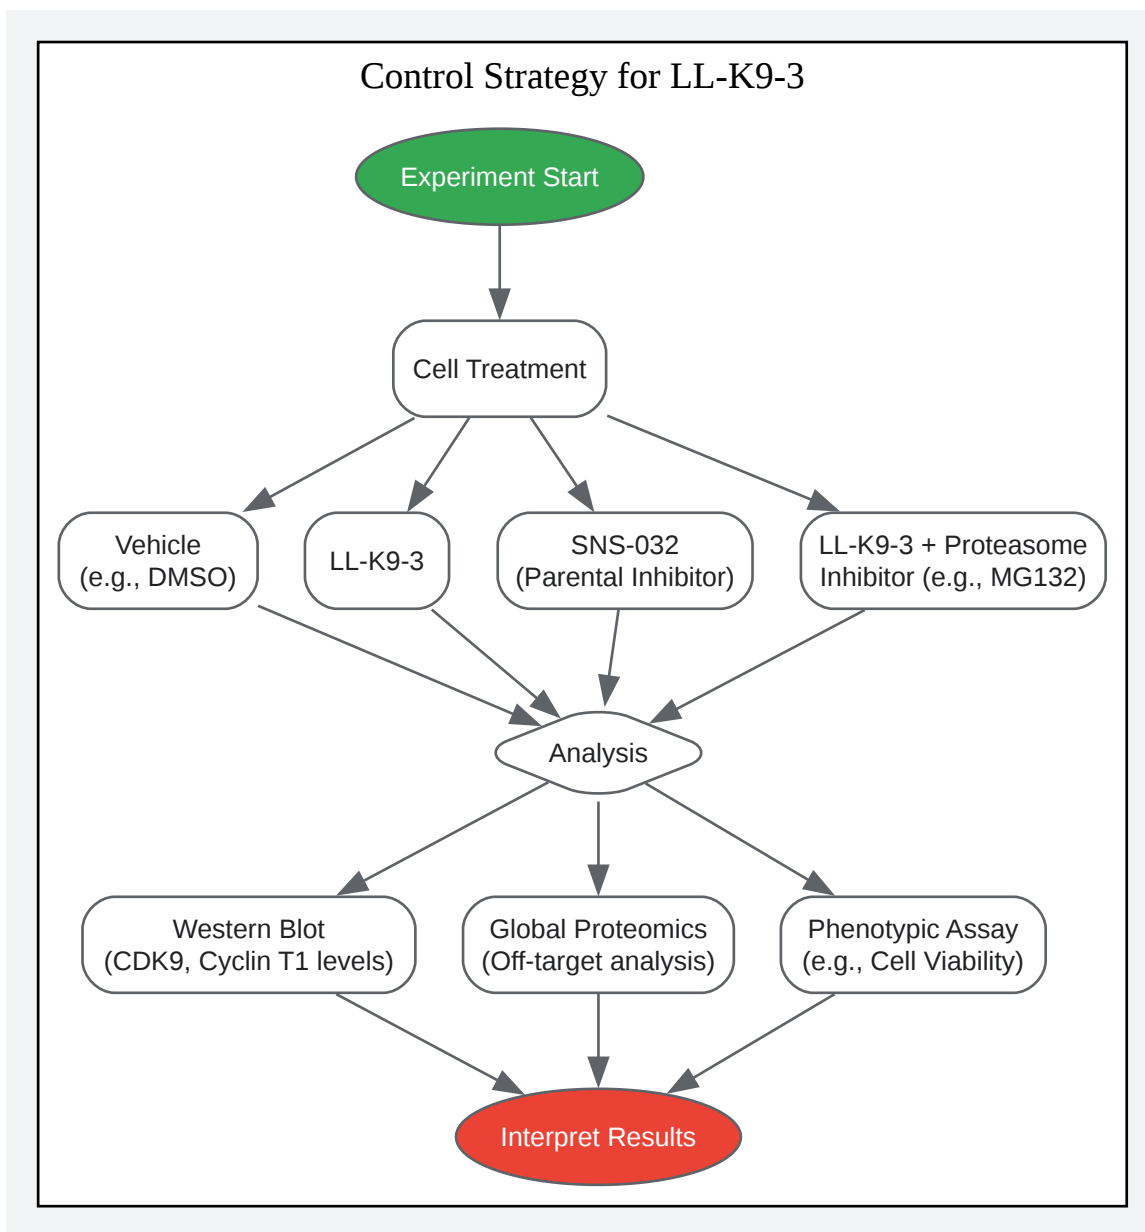 Control Strategy for LL-K9-3
Experiment Start
Cell Treatment
Vehicle
(e.g., DMSO)
LL-K9-3
SNS-032
(Parental Inhibitor)
LL-K9-3 + Proteasome
Inhibitor (e.g., MG132)
Analysis
Western Blot
(CDK9, Cyclin T1 levels)
Global Proteomics
(Off-target analysis)
Phenotypic Assay
(e.g., Cell Viability)
Interpret Results